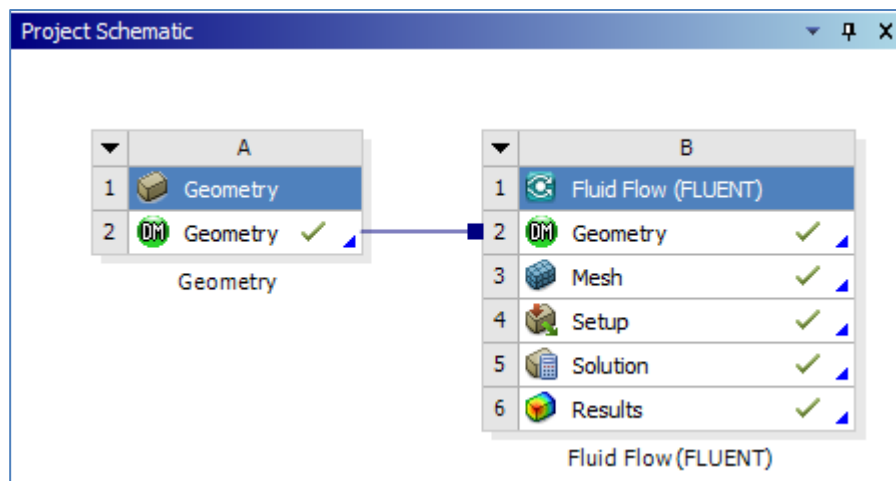 Project Schematic
A
1 Geometry
2 DM Geometry
Geometry
B
1 Fluid Flow (FLUENT)
2 DM Geometry
3 Mesh
4 Setup
5 Solution
6 Results
Fluid Flow (FLUENT)